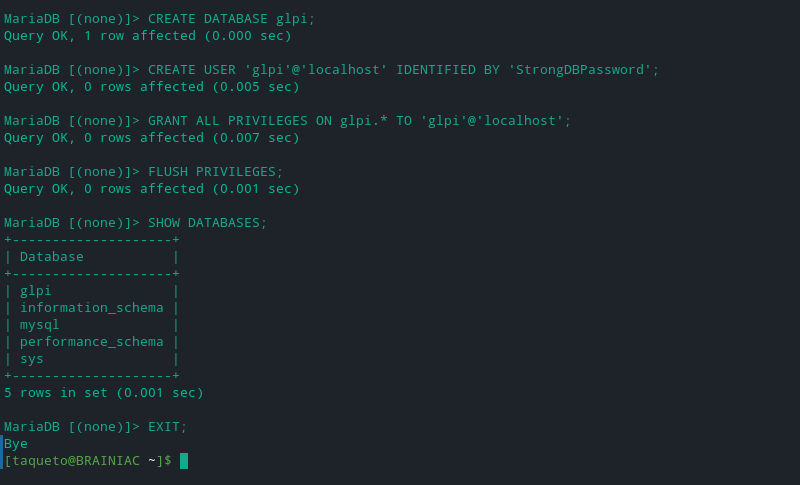 MariaDB [(none)]> CREATE DATABASE glpi;
Query OK, 1 row affected (0.000 sec)
MariaDB [(none)]> CREATE USER 'glpi'@'localhost' IDENTIFIED BY 'StrongDBPassword';
Query OK, 0 rows affected (0.005 sec)
MariaDB [(none)]> GRANT ALL PRIVILEGES ON glpi.* TO 'glpi'@'localhost';
Query OK, 0 rows affected (0.007 sec)
MariaDB [(none)]> FLUSH PRIVILEGES;
Query OK, 0 rows affected (0.001 sec)
MariaDB [(none)]> SHOW DATABASES;
+--------------------+
| Database           |
+--------------------+
| glpi               |
| information_schema |
| mysql              |
| performance_schema |
| sys                |
+--------------------+
5 rows in set (0.001 sec)
MariaDB [(none)]> EXIT;
Bye
[taqueto@BRAINIAC ~]$